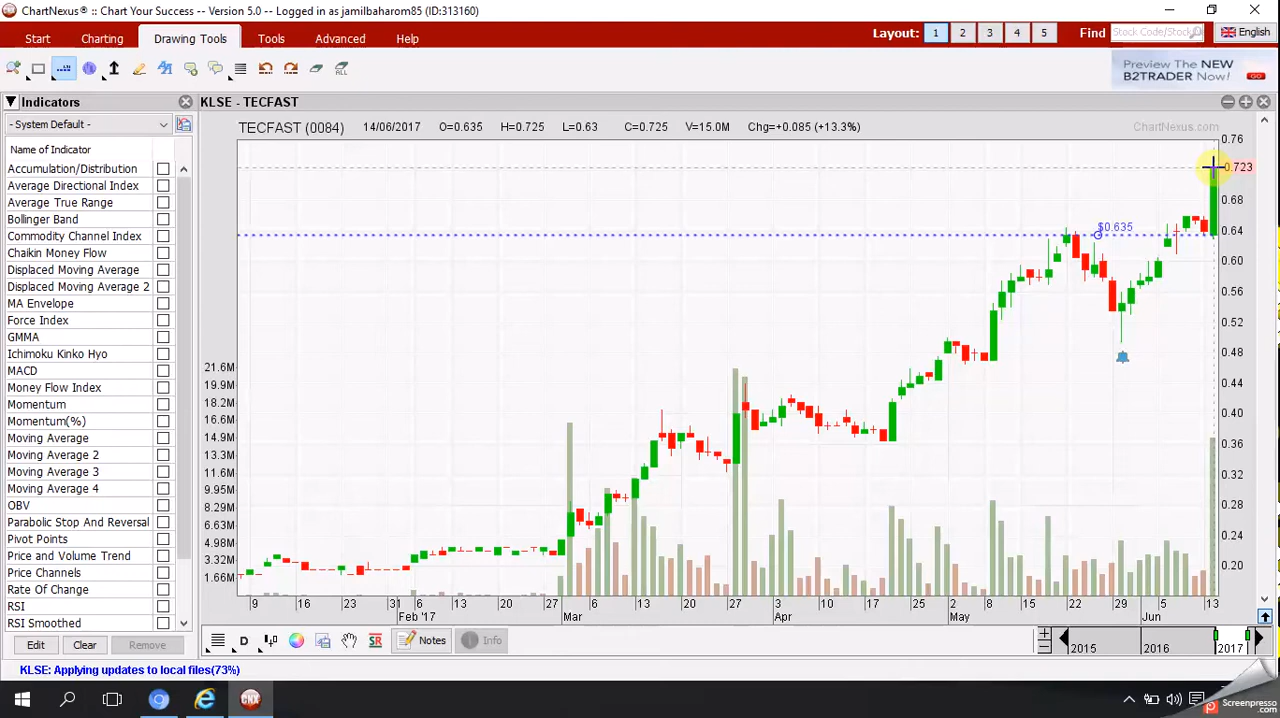 ChartNexus® :: Chart Your Success -- Version 5.0 -- Logged in as jamilbaharom85 (ID:313160)
Start Charting Drawing Tools Tools Advanced Help Layout: 1 2 3 4 5 Find Stock Code/Stock English
Preview The NEW
B2TRADER Now! GO
Indicators
KLSE - TECFAST
- System Default -
TECFAST (0084) 14/06/2017 O=0.635 H=0.725 L=0.63 C=0.725 V=15.0M Chg=+0.085 (+13.3%) ChartNexus.com
Name of Indicator
Accumulation/Distribution
Average Directional Index
Average True Range
Bollinger Band
Commodity Channel Index
Chaikin Money Flow
Displaced Moving Average
Displaced Moving Average 2
MA Envelope
Force Index
GMMA
Ichimoku Kinko Hyo
MACD
Money Flow Index
Momentum
Momentum(%)
Moving Average
Moving Average 2
Moving Average 3
Moving Average 4
OBV
Parabolic Stop And Reversal
Pivot Points
Price and Volume Trend
Price Channels
Rate Of Change
RSI
RSI Smoothed
Edit Clear Remove
21.6M
19.9M
18.2M
16.6M
14.9M
13.3M
11.6M
9.95M
8.29M
6.63M
4.98M
3.32M
1.66M
$0.635
0.76
0.723
0.68
0.64
0.60
0.56
0.52
0.48
0.44
0.40
0.36
0.32
0.28
0.24
0.20
9 16 23 31 6 13 20 27 6 13 20 27 10 17 25 2 8 15 22 29 5 13
Feb '17 Mar Apr May Jun
D SR Notes Info
2015 2016 2017
KLSE: Applying updates to local files(73%)
ALL
CNX
Screenpresso
.com